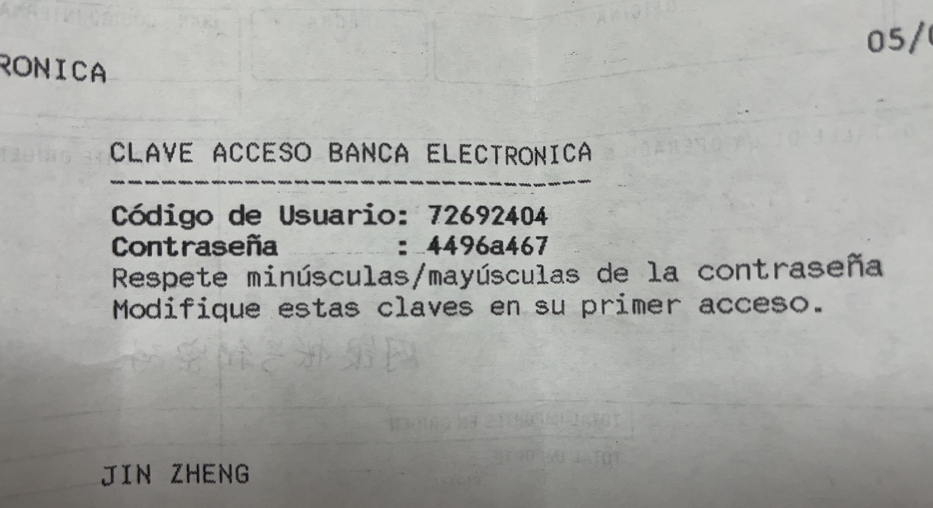 05/
RONICA
CLAVE ACCESO BANCA ELECTRONICA
--------------------------------
Código de Usuario: 72692404
Contraseña : 4496a467
Respete minúsculas/mayúsculas de la contraseña
Modifique estas claves en su primer acceso.
JIN ZHENG